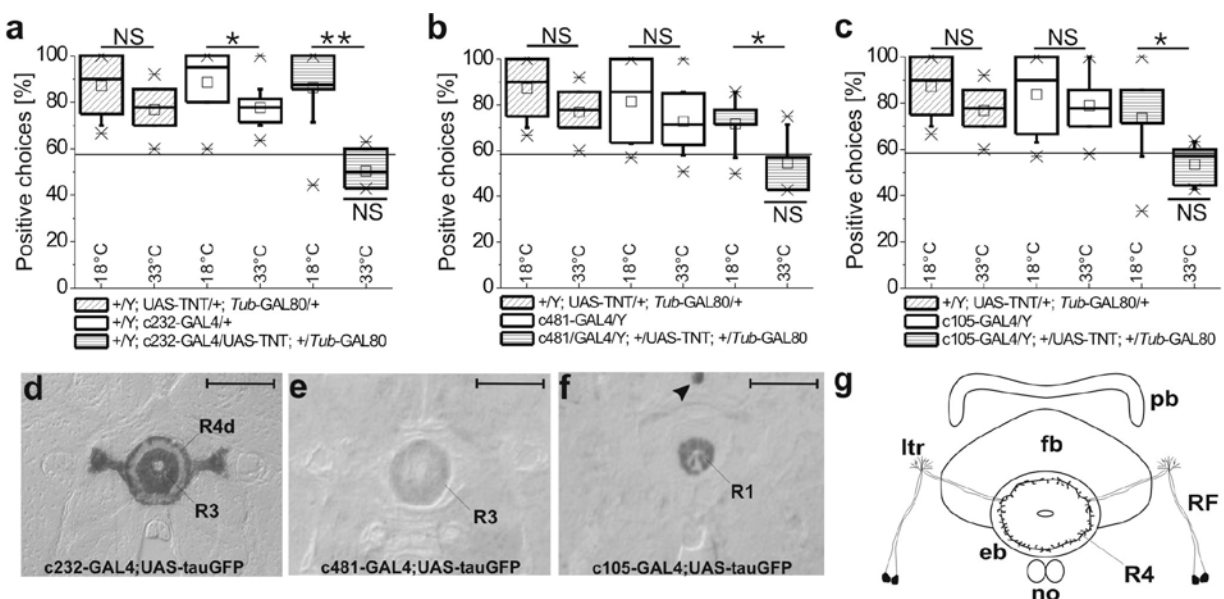 a
NS
*
**
Positive choices [%]
100
80
60
40
20
0
18°C
33°C
18°C
33°C
18°C
33°C
NS
+/Y; UAS-TNT/+; Tub-GAL80/+
+/Y; c232-GAL4/+
+/Y; c232-GAL4/UAS-TNT; +/Tub-GAL80
b
NS
NS
*
Positive choices [%]
100
80
60
40
20
0
18°C
33°C
18°C
33°C
18°C
33°C
NS
+/Y; UAS-TNT/+; Tub-GAL80/+
c481-GAL4/Y
c481/GAL4/Y; +/UAS-TNT; +/Tub-GAL80
c
NS
NS
*
Positive choices [%]
100
80
60
40
20
0
18°C
33°C
18°C
33°C
18°C
33°C
NS
+/Y; UAS-TNT/+; Tub-GAL80/+
c105-GAL4/Y
c105-GAL4/Y; +/UAS-TNT; +/Tub-GAL80
d
R4d
R3
c232-GAL4;UAS-tauGFP
e
R3
c481-GAL4;UAS-tauGFP
f
R1
c105-GAL4;UAS-tauGFP
g
pb
fb
ltr
RF
eb
R4
no